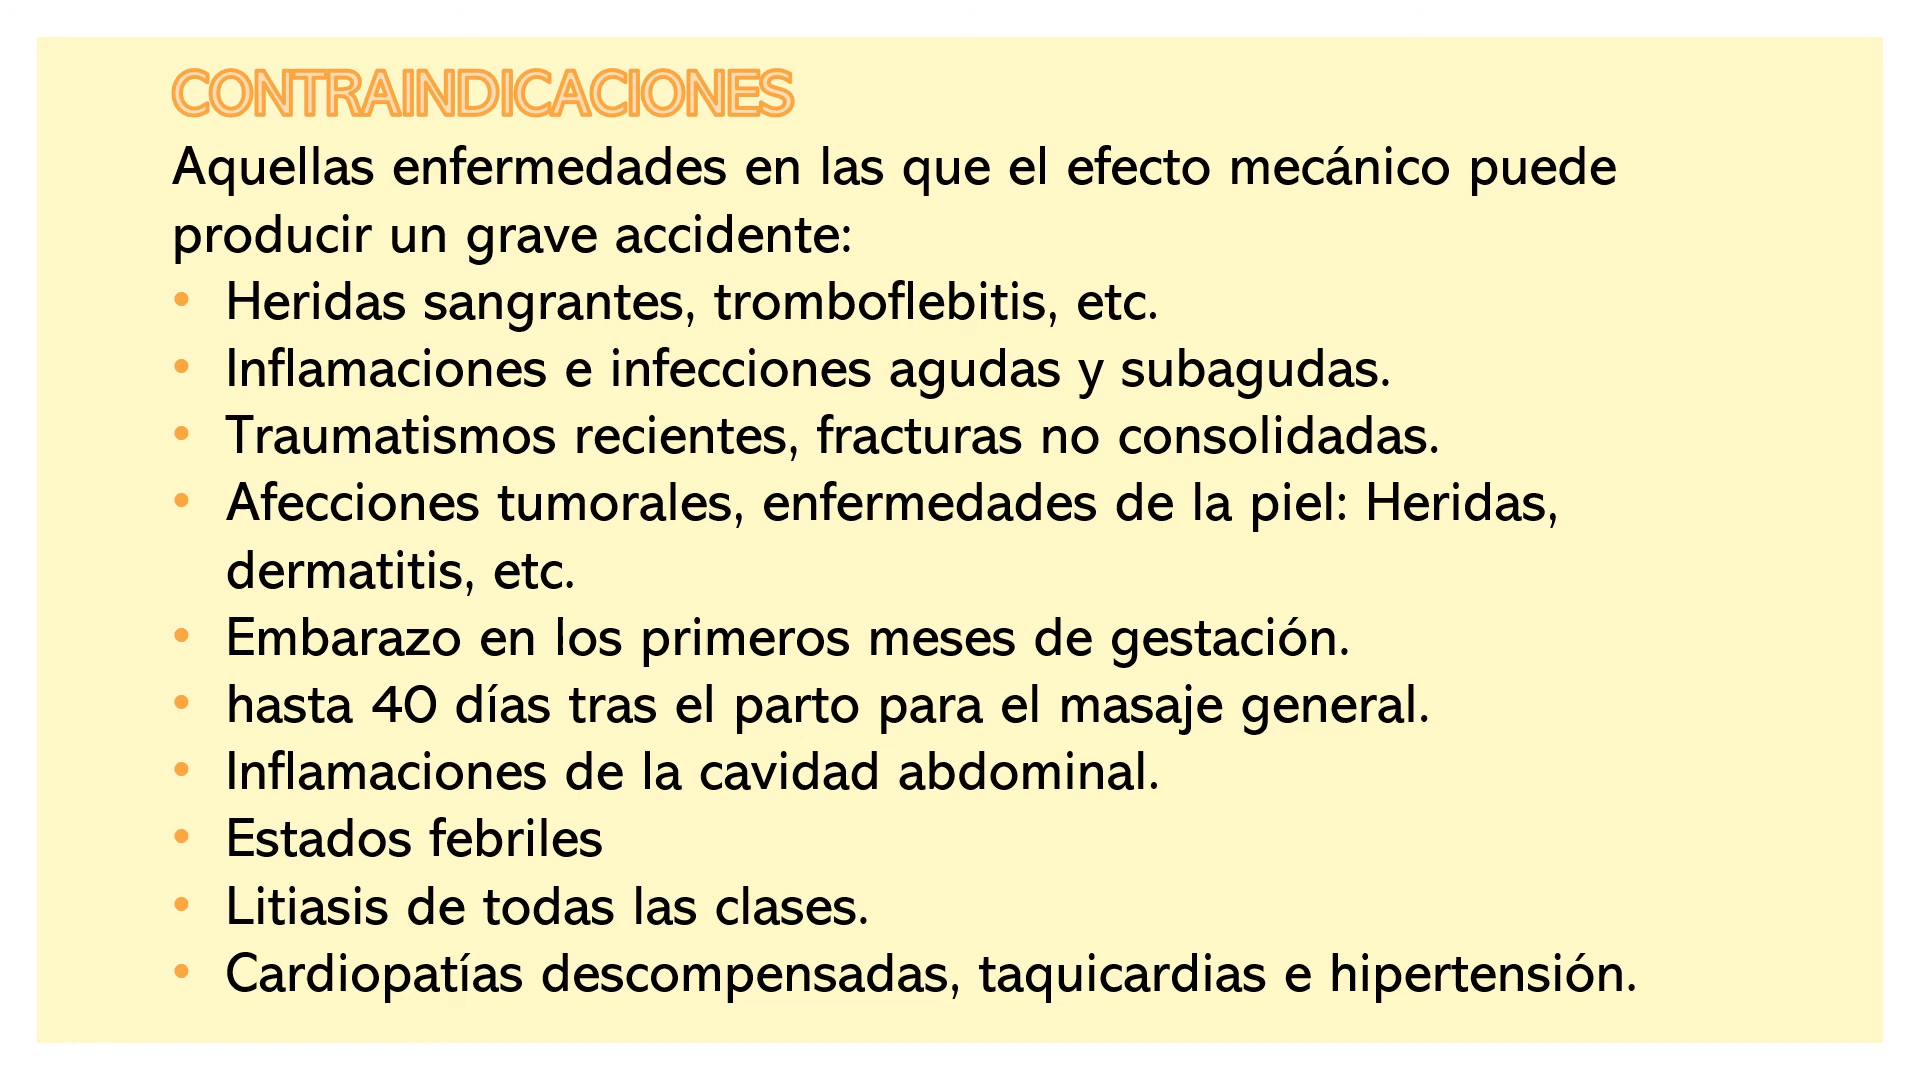 CONTRAINDICACIONES
Aquellas enfermedades en las que el efecto mecánico puede
producir un grave accidente:
• Heridas sangrantes, tromboflebitis, etc.
• Inflamaciones e infecciones agudas y subagudas.
• Traumatismos recientes, fracturas no consolidadas.
• Afecciones tumorales, enfermedades de la piel: Heridas,
dermatitis, etc.
• Embarazo en los primeros meses de gestación.
• hasta 40 días tras el parto para el masaje general.
• Inflamaciones de la cavidad abdominal.
• Estados febriles
• Litiasis de todas las clases.
• Cardiopatías descompensadas, taquicardias e hipertensión.